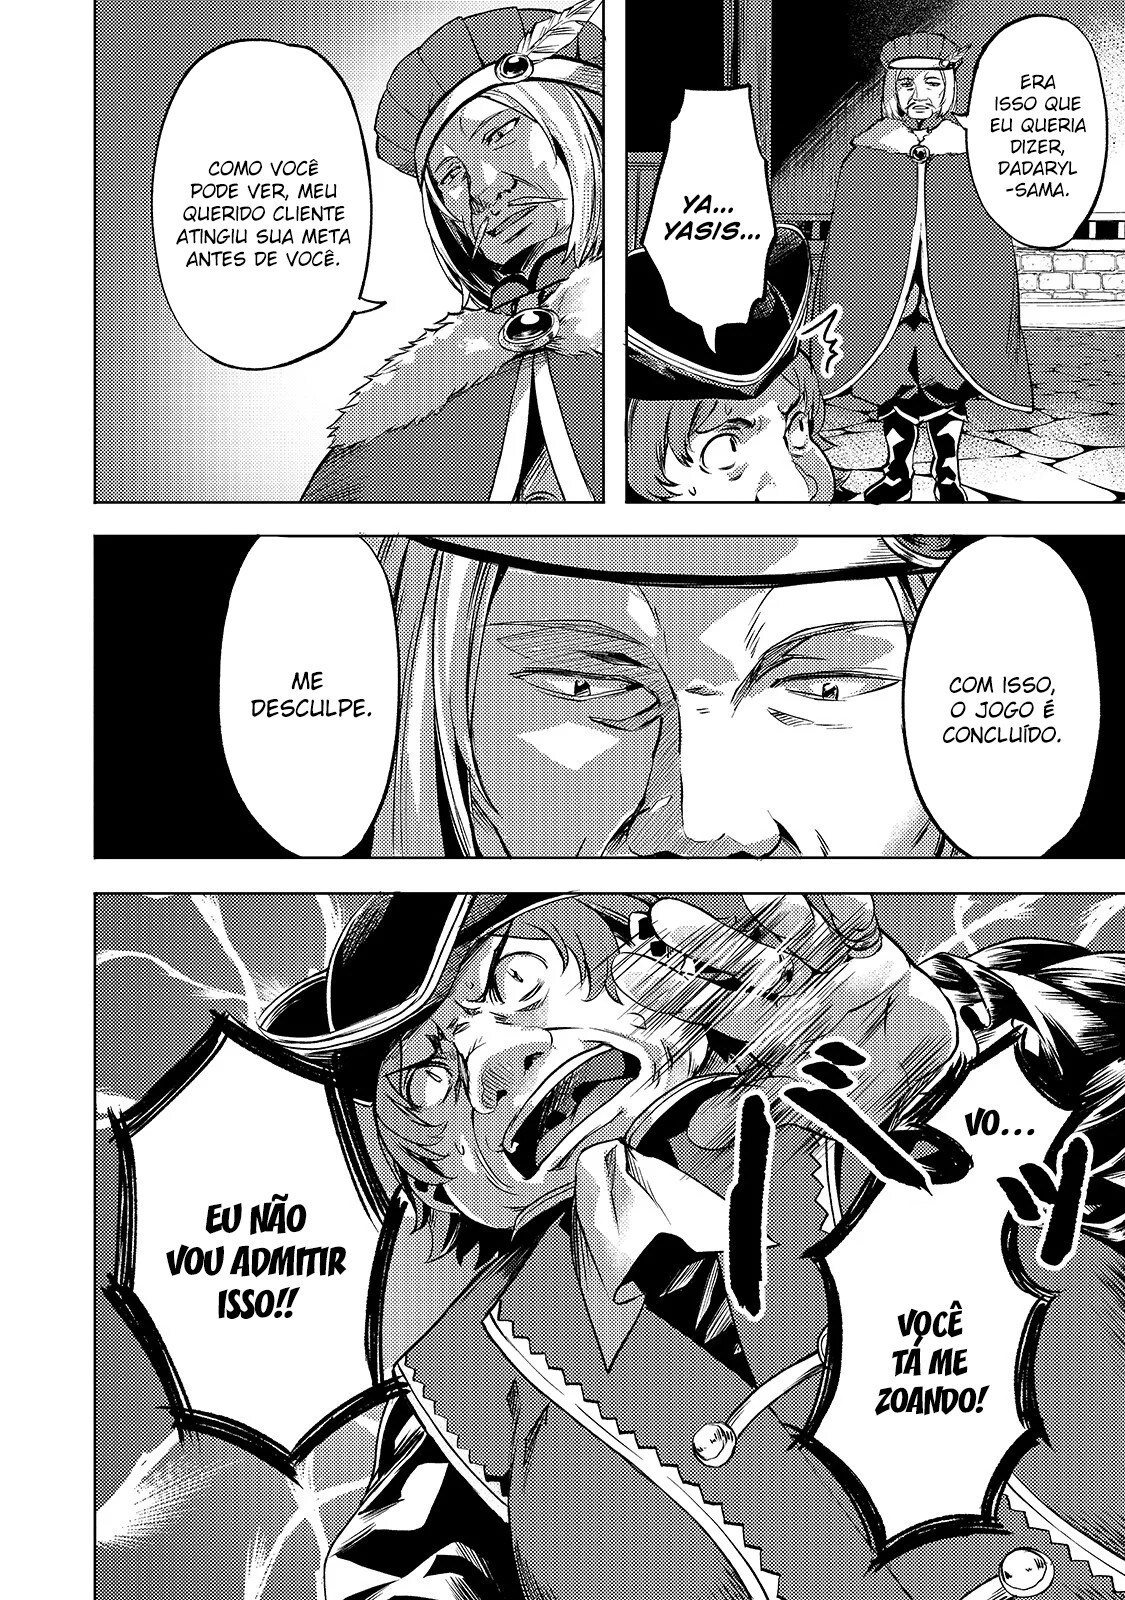 ERA
ISSO QUE
EU QUERIA
DIZER,
DADARYL
-SAMA.
YA...
YASIS...
COMO VOCÊ
PODE VER, MEU
QUERIDO CLIENTE
ATINGIU SUA META
ANTES DE VOCÊ.
COM ISSO,
O JOGO É
CONCLUÍDO.
ME
DESCULPE.
VO...
VOCÊ
TÁ ME
ZOANDO!
EU NÃO
VOU ADMITIR
ISSO!!